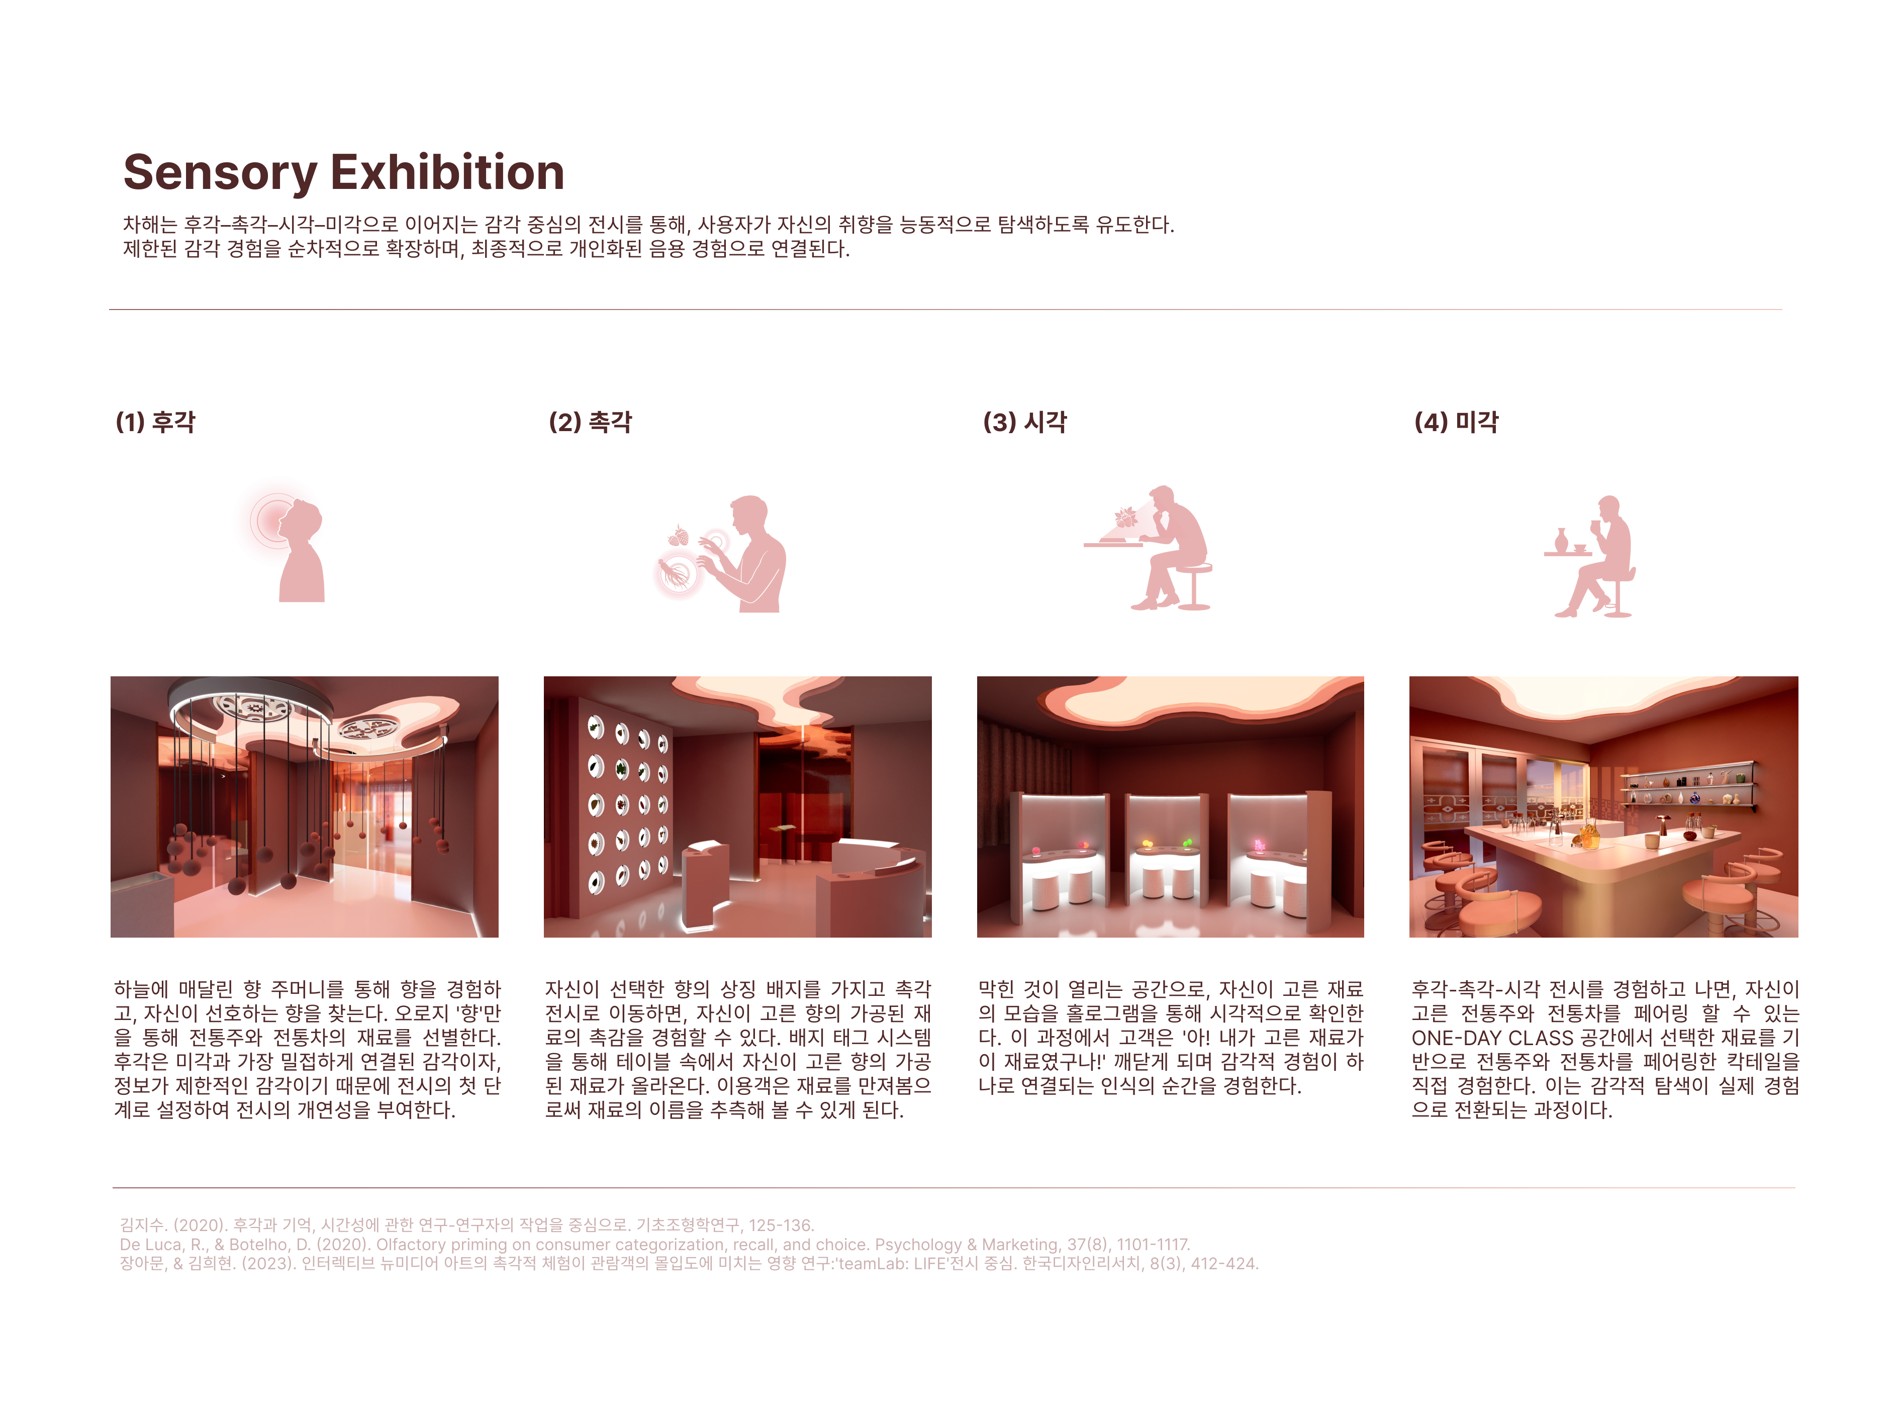 Sensory Exhibition
차해는 후각–촉각–시각–미각으로 이어지는 감각 중심의 전시를 통해, 사용자가 자신의 취향을 능동적으로 탐색하도록 유도한다.
제한된 감각 경험을 순차적으로 확장하며, 최종적으로 개인화된 음용 경험으로 연결된다.
(1) 후각
하늘에 매달린 향 주머니를 통해 향을 경험하
고, 자신이 선호하는 향을 찾는다. 오로지 '향'만
을 통해 전통주와 전통차의 재료를 선별한다.
후각은 미각과 가장 밀접하게 연결된 감각이자,
정보가 제한적인 감각이기 때문에 전시의 첫 단
계로 설정하여 전시의 개연성을 부여한다.
(2) 촉각
자신이 선택한 향의 상징 배지를 가지고 촉각
전시로 이동하면, 자신이 고른 향의 가공된 재
료의 촉감을 경험할 수 있다. 배지 태그 시스템
을 통해 테이블 속에서 자신이 고른 향의 가공
된 재료가 올라온다. 이용객은 재료를 만져봄으
로써 재료의 이름을 추측해 볼 수 있게 된다.
(3) 시각
막힌 것이 열리는 공간으로, 자신이 고른 재료
의 모습을 홀로그램을 통해 시각적으로 확인한
다. 이 과정에서 고객은 '아! 내가 고른 재료가
이 재료였구나!' 깨닫게 되며 감각적 경험이 하
나로 연결되는 인식의 순간을 경험한다.
(4) 미각
후각-촉각-시각 전시를 경험하고 나면, 자신이
고른 전통주와 전통차를 페어링 할 수 있는
ONE-DAY CLASS 공간에서 선택한 재료를 기
반으로 전통주와 전통차를 페어링한 칵테일을
직접 경험한다. 이는 감각적 탐색이 실제 경험
으로 전환되는 과정이다.
김지수. (2020). 후각과 기억, 시간성에 관한 연구-연구자의 작업을 중심으로. 기초조형학연구, 125-136.
De Luca, R., & Botelho, D. (2020). Olfactory priming on consumer categorization, recall, and choice. Psychology & Marketing, 37(8), 1101-1117.
장아문, & 김희현. (2023). 인터렉티브 뉴미디어 아트의 촉각적 체험이 관람객의 몰입도에 미치는 영향 연구:'teamLab: LIFE'전시 중심. 한국디자인리서치, 8(3), 412-424.